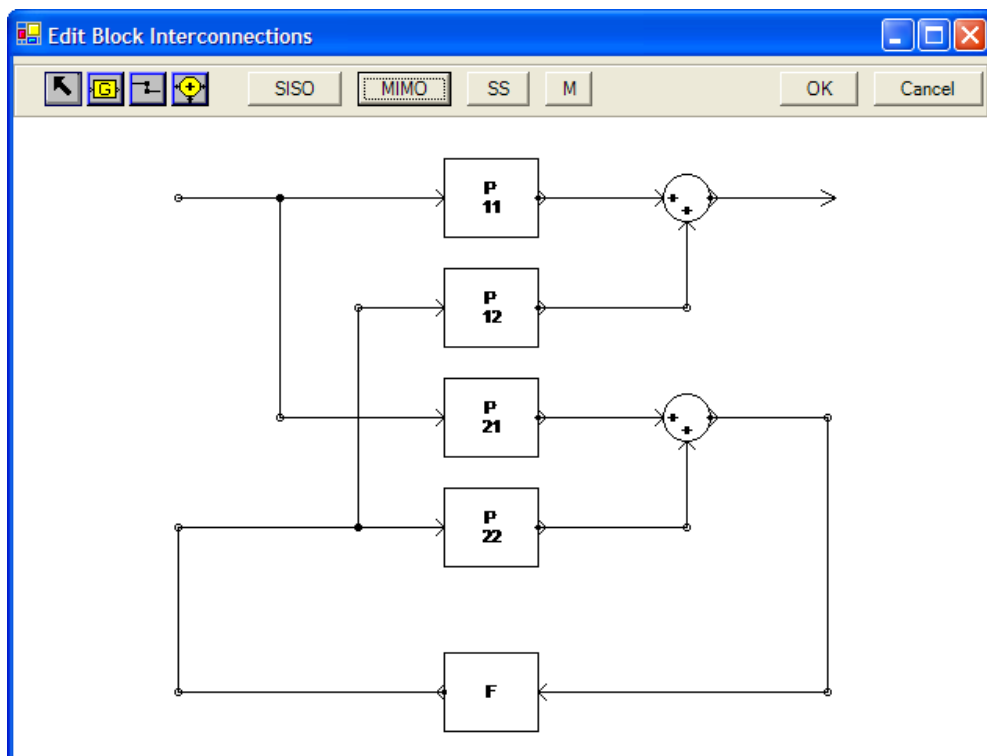 Edit Block Interconnections
G SISO MIMO SS M OK Cancel
P
11
+
+
P
12
P
21
+
+
P
22
F